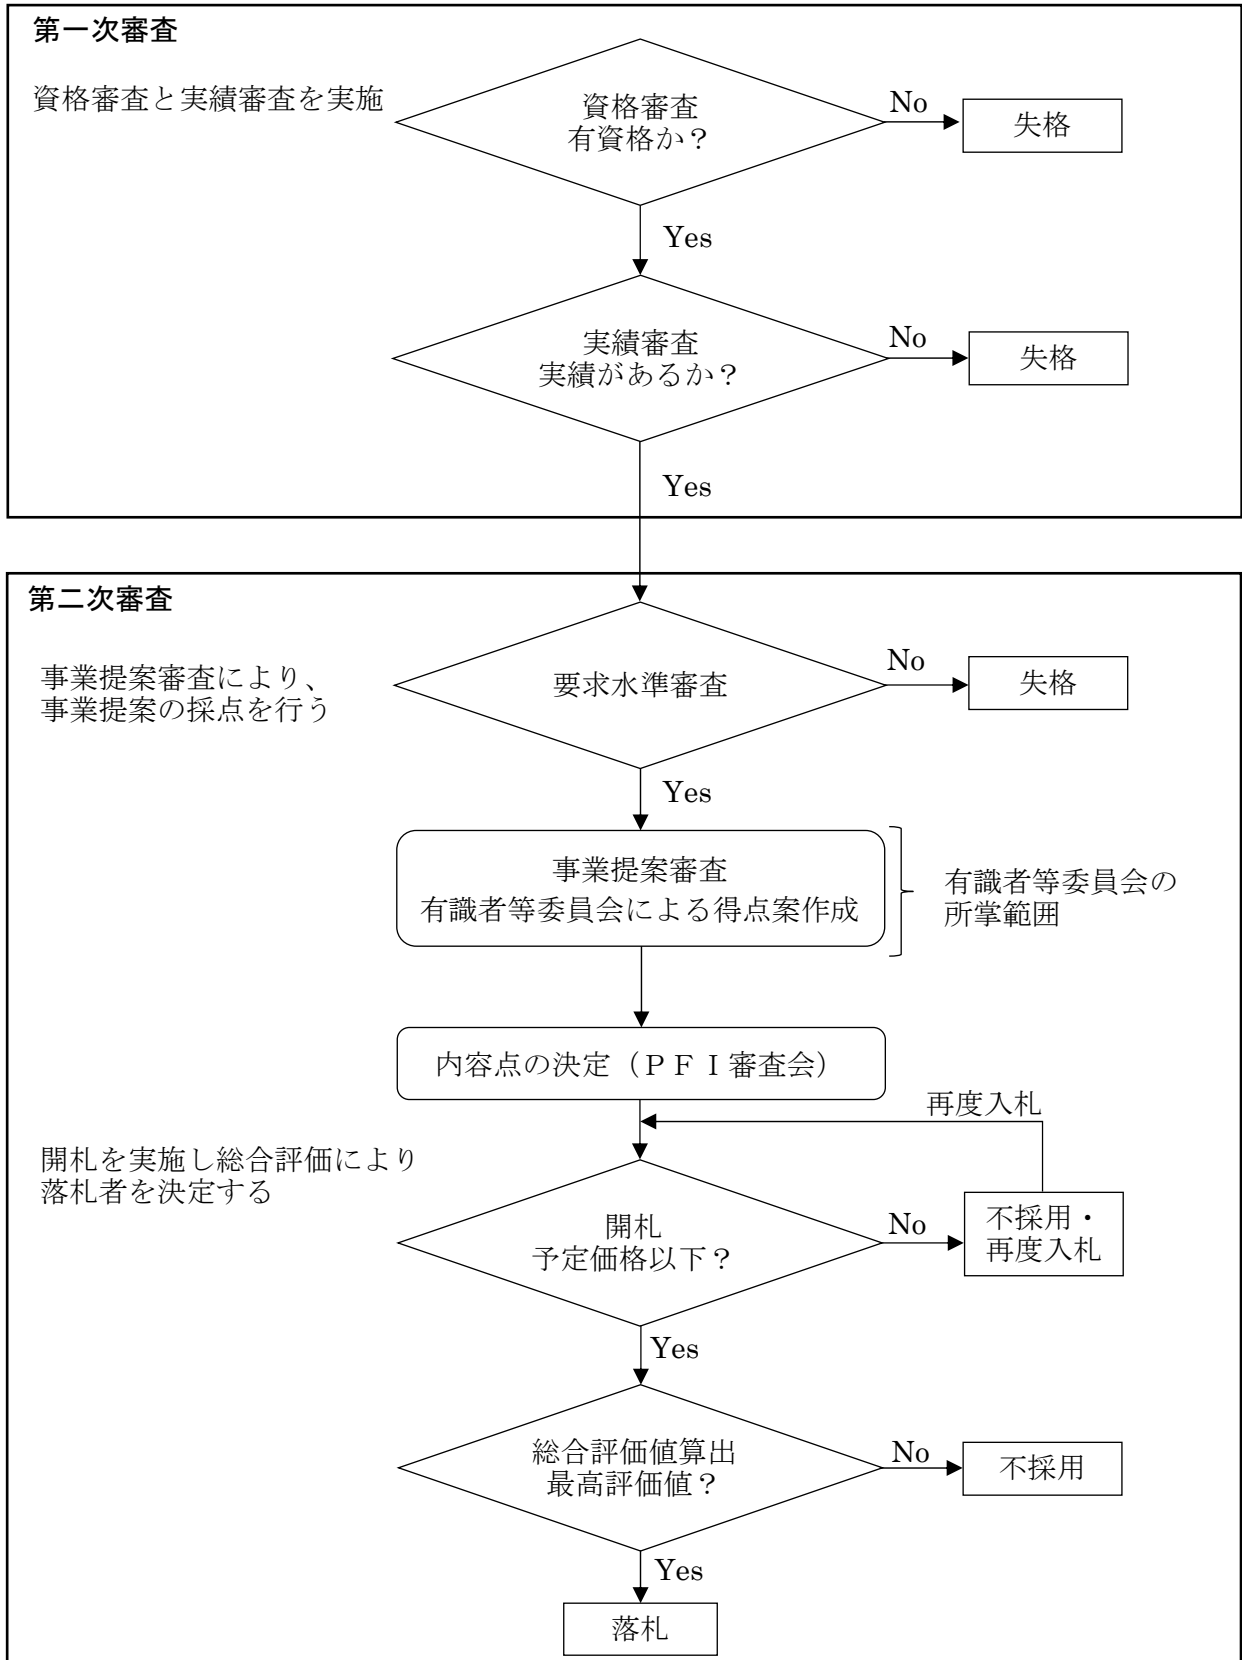 第一次審査
資格審査と実績審査を実施
資格審査
有資格か？
No
失格
Yes
実績審査
実績があるか？
No
失格
Yes
第二次審査
事業提案審査により、
事業提案の採点を行う
要求水準審査
No
失格
Yes
事業提案審査
有識者等委員会による得点案作成
有識者等委員会の
所掌範囲
内容点の決定（ＰＦＩ審査会）
再度入札
開札を実施し総合評価により
落札者を決定する
開札
予定価格以下？
No
不採用・
再度入札
Yes
総合評価値算出
最高評価値？
No
不採用
Yes
落札